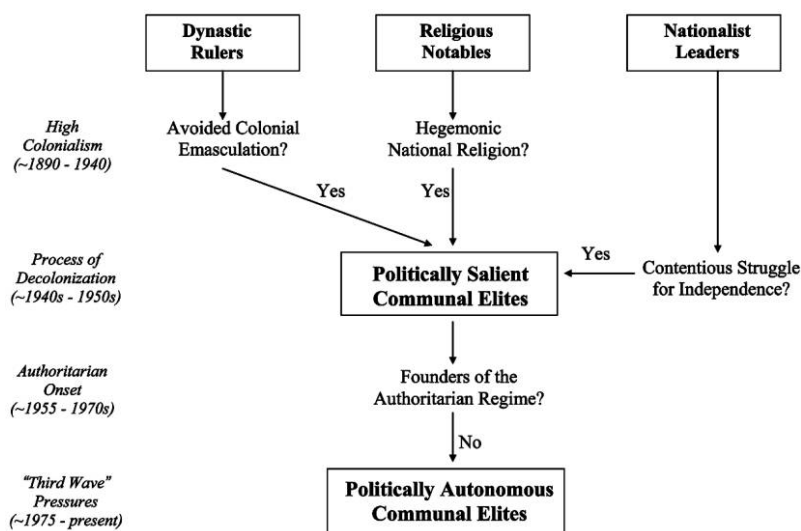 Dynastic
Rulers
Religious
Notables
Nationalist
Leaders
High
Colonialism
(~1890 - 1940)
Avoided Colonial
Emasculation?
Hegemonic
National Religion?
Yes
Yes
Process of
Decolonization
(~1940s - 1950s)
Politically Salient
Communal Elites
Yes
Contentious Struggle
for Independence?
Authoritarian
Onset
(~1955 - 1970s)
Founders of the
Authoritarian Regime?
No
"Third Wave"
Pressures
(~1975 - present)
Politically Autonomous
Communal Elites